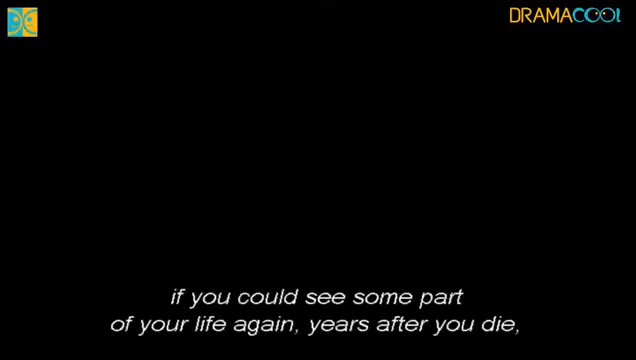 DRAMACOOL
if you could see some part
of your life again, years after you die,